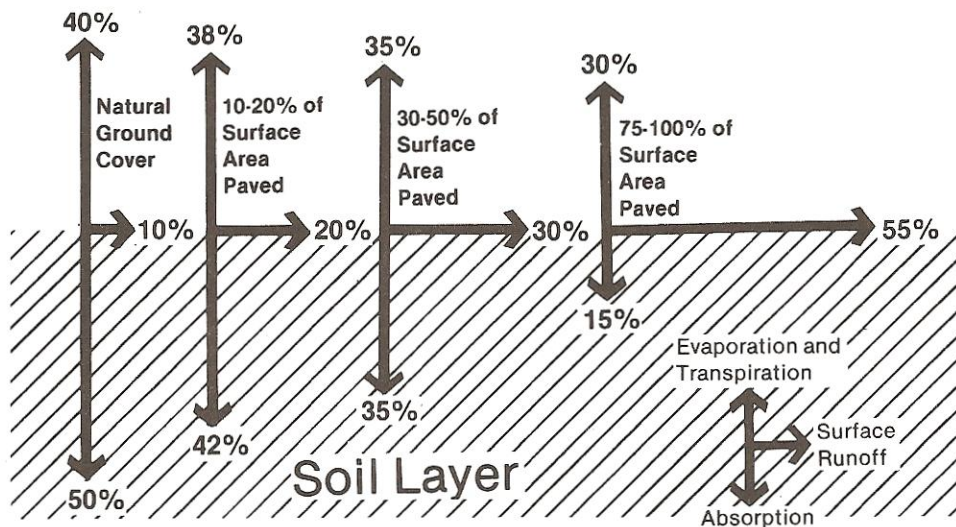 40%
Natural
Ground
Cover
10%
50%
38%
10-20% of
Surface
Area
Paved
20%
42%
35%
30-50% of
Surface
Area
Paved
30%
35%
30%
75-100% of
Surface
Area
Paved
55%
15%
Evaporation and
Transpiration
Surface
Runoff
Absorption
Soil Layer